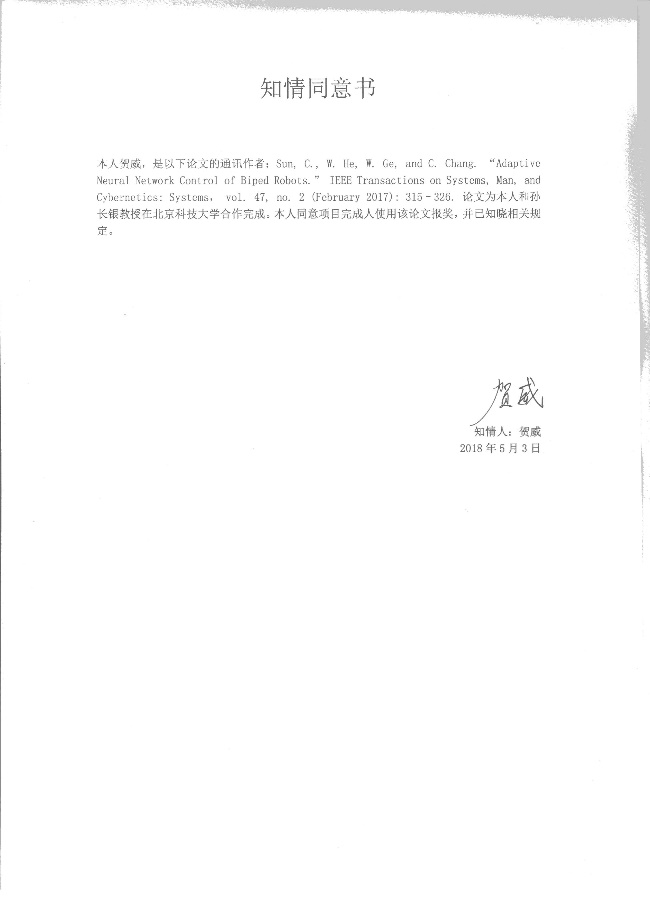 知情同意书
本人贺威，是以下论文的通讯作者：Sun, C., W. He, W. Ge, and C. Chang. “Adaptive
Neural Network Control of Biped Robots.” IEEE Transactions on Systems, Man, and
Cybernetics: Systems, vol. 47, no. 2 (February 2017): 315–326. 论文为本人和孙
长银教授在北京科技大学合作完成。本人同意项目完成人使用该论文报奖，并已知晓相关规
定。
贺威
知情人：贺威
2018 年 5 月 3 日